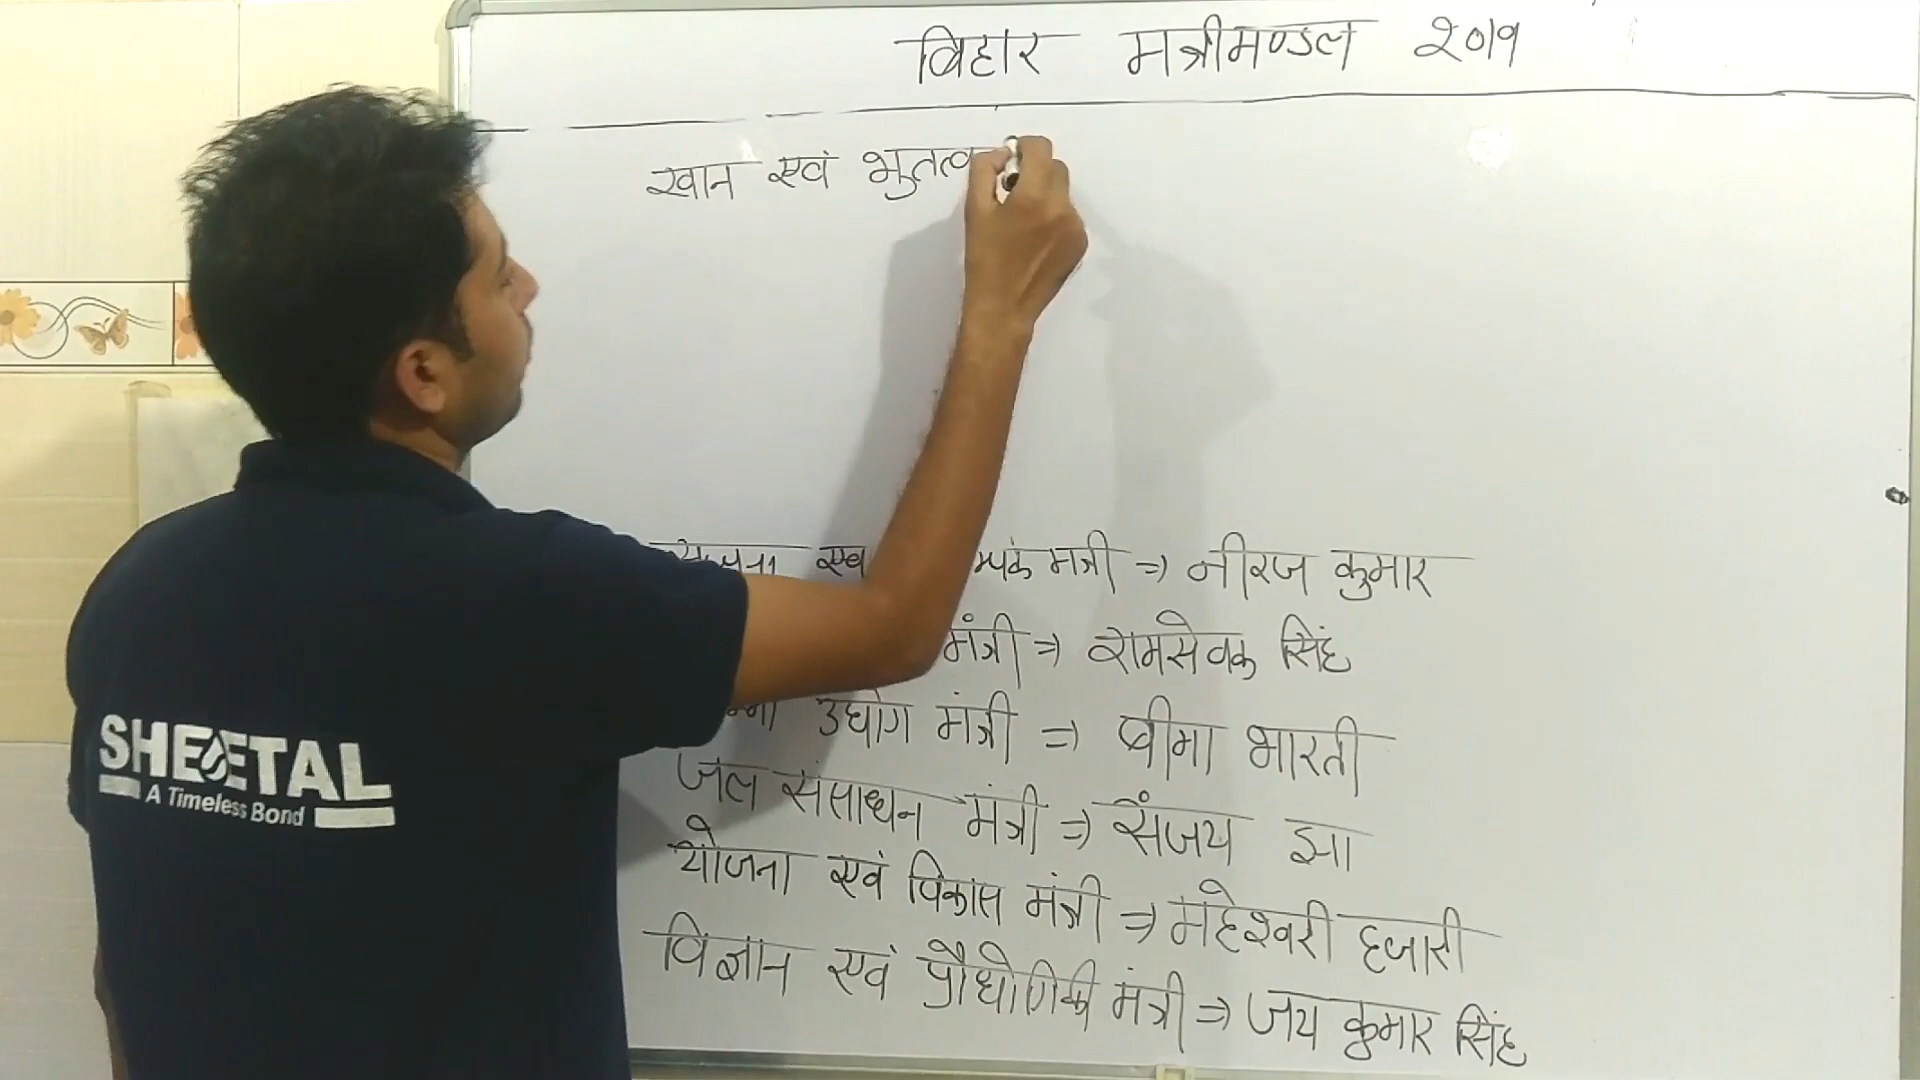 बिहार मत्रीमण्डल २०१९
खान एवं भुतत्व
एवं मंत्री => नीरज कुमार
मंत्री => रामसेवक सिंह
उद्योग मंत्री => बीमा भारती
जल संसाधन मंत्री => संजय झा
योजना एवं विकास मंत्री => महेश्वरी हजारी
विज्ञान एवं प्रौद्योगिकी मंत्री => जय कुमार सिंह
SHEETAL
A Timeless Bond